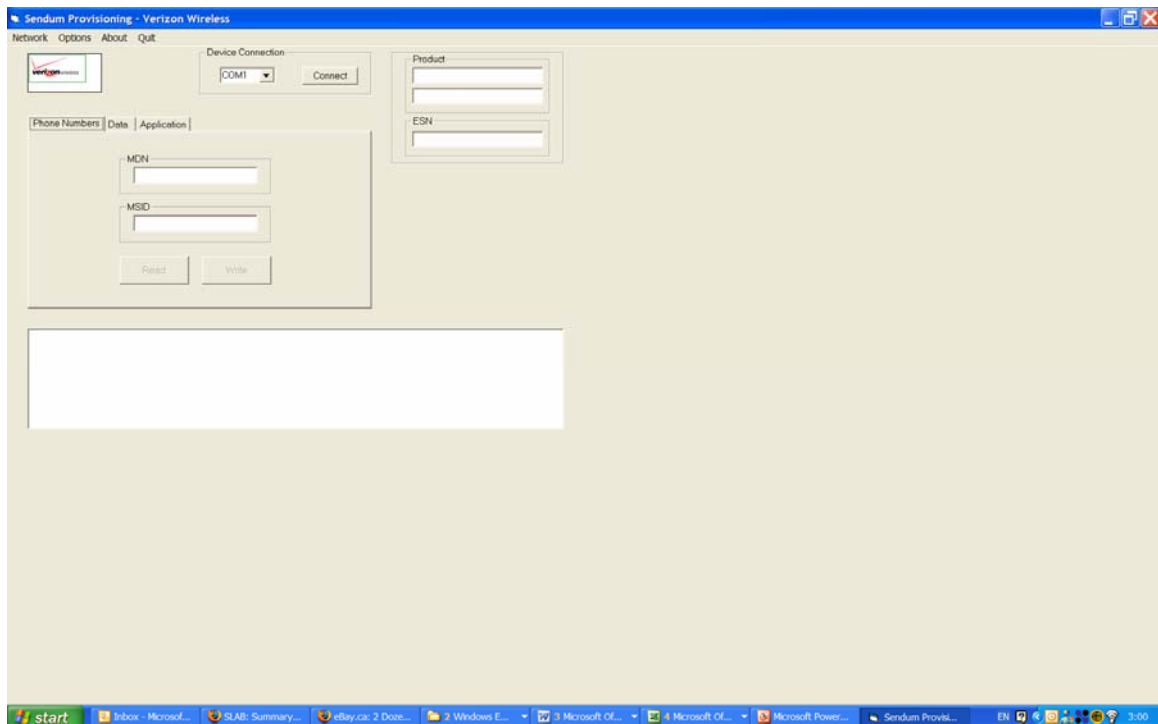 Sendum Provisioning - Verizon Wireless
Network Options About Quit
verizon wireless
Device Connection
COM1
Connect
Product
ESN
Phone Numbers Data Application
MDN
MSID
Read Write
start Inbox - Microsof... SLAB: Summary... eBay.ca: 2 Doze... 2 Windows E... 3 Microsoft Of... 4 Microsoft Of... Microsoft Power... Sendum Provisi... EN 3:00